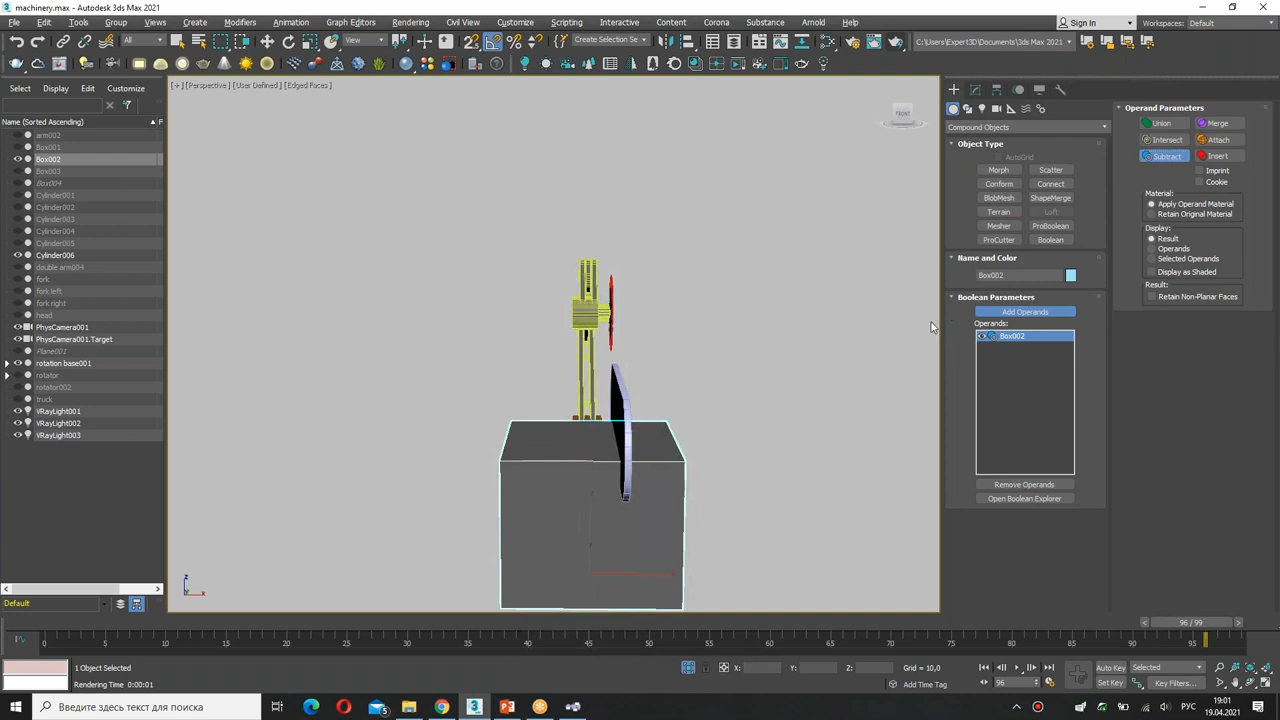 machinery.max - Autodesk 3ds Max 2021
File Edit Tools Group Views Create Modifiers Animation Graph Editors Rendering Civil View Customize Scripting Interactive Content Corona Substance Arnold Help
Sign In Workspaces: Default
All View Create Selection Se C:\Users\Expert3D\Documents\3ds Max 2021
Select Display Edit Customize
[+] [Perspective] [User Defined] [Edged Faces]
Name (Sorted Ascending) F
arm002
Box001
Box002
Box003
Box004
Cylinder001
Cylinder002
Cylinder003
Cylinder004
Cylinder005
Cylinder006
double arm004
fork
fork left
fork right
head
PhysCamera001
PhysCamera001.Target
Plane001
rotation base001
rotator
rotator002
truck
VRayLight001
VRayLight002
VRayLight003
Default
FRONT
Compound Objects
Object Type
AutoGrid
Morph Scatter
Conform Connect
BlobMesh ShapeMerge
Terrain Loft
Mesher ProBoolean
ProCutter Boolean
Name and Color
Box002
Boolean Parameters
Add Operands
Operands:
Box002
Remove Operands
Open Boolean Explorer
Operand Parameters
Union Merge
Intersect Attach
Subtract Insert
Imprint
Cookie
Material:
Apply Operand Material
Retain Original Material
Display:
Result
Operands
Selected Operands
Display as Shaded
Result:
Retain Non-Planar Faces
z
x
96 / 99
0 5 10 15 20 25 30 35 40 45 50 55 60 65 70 75 80 85 90 95
1 Object Selected
Rendering Time 0:00:01
X: Y: Z: Grid = 10,0
Add Time Tag
96
Auto Key Selected
Set Key Key Filters...
Введите здесь текст для поиска
РУС
19:01
19.04.2021